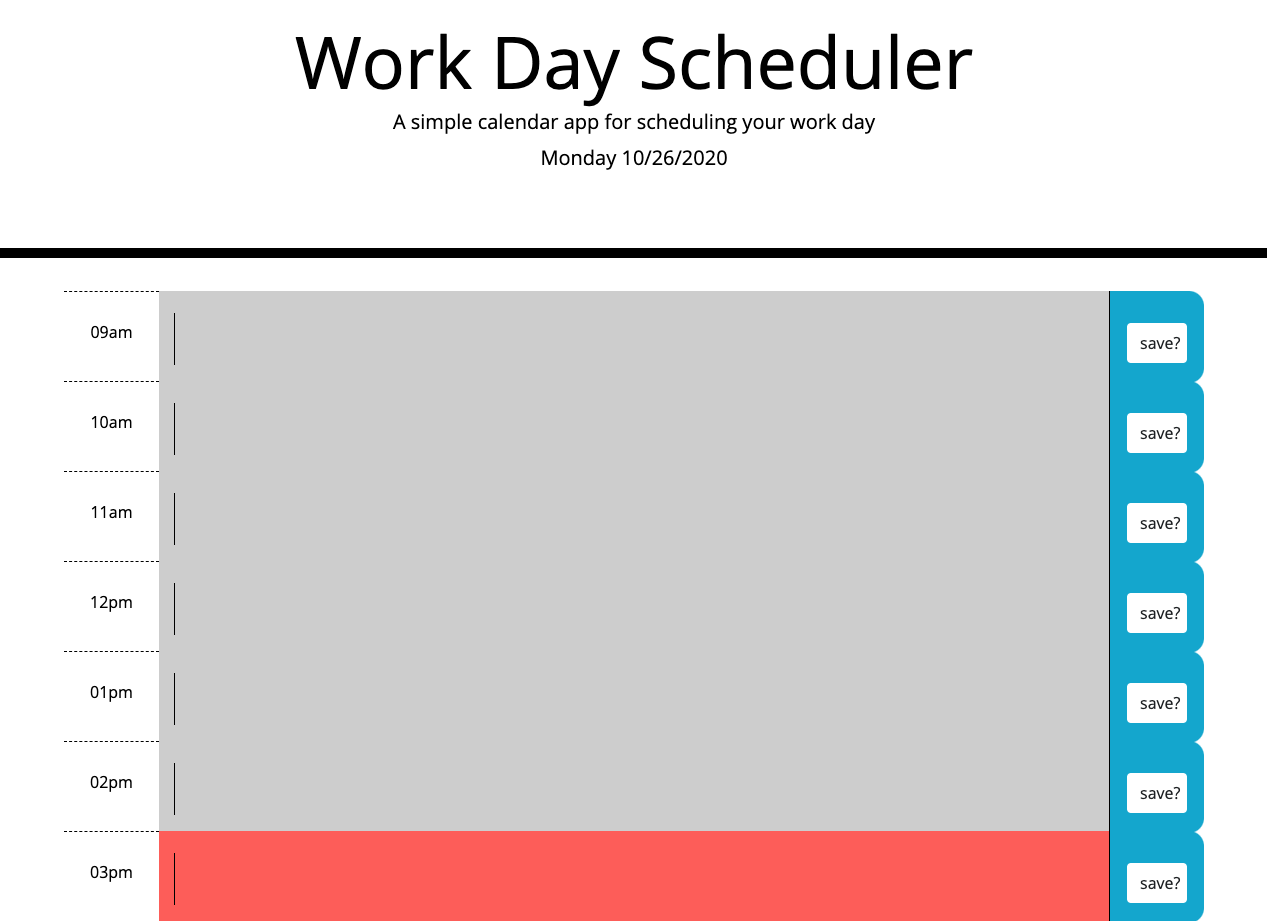 Work Day Scheduler
A simple calendar app for scheduling your work day
Monday 10/26/2020
09am save?
10am save?
11am save?
12pm save?
01pm save?
02pm save?
03pm save?